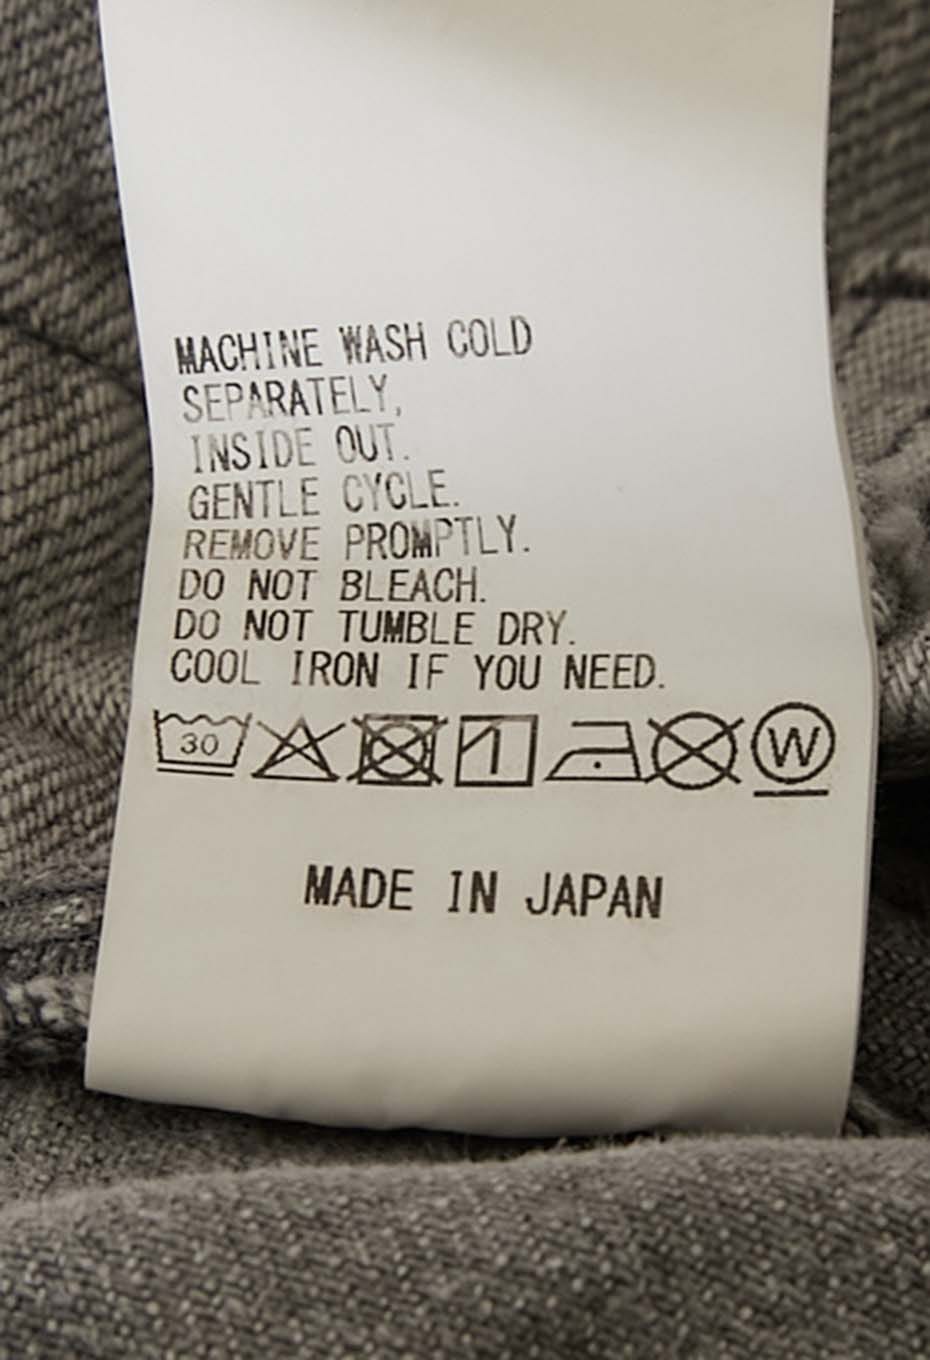 MACHINE WASH COLD
SEPARATELY,
INSIDE OUT.
GENTLE CYCLE.
REMOVE PROMPTLY.
DO NOT BLEACH.
DO NOT TUMBLE DRY.
COOL IRON IF YOU NEED.
30 W
MADE IN JAPAN